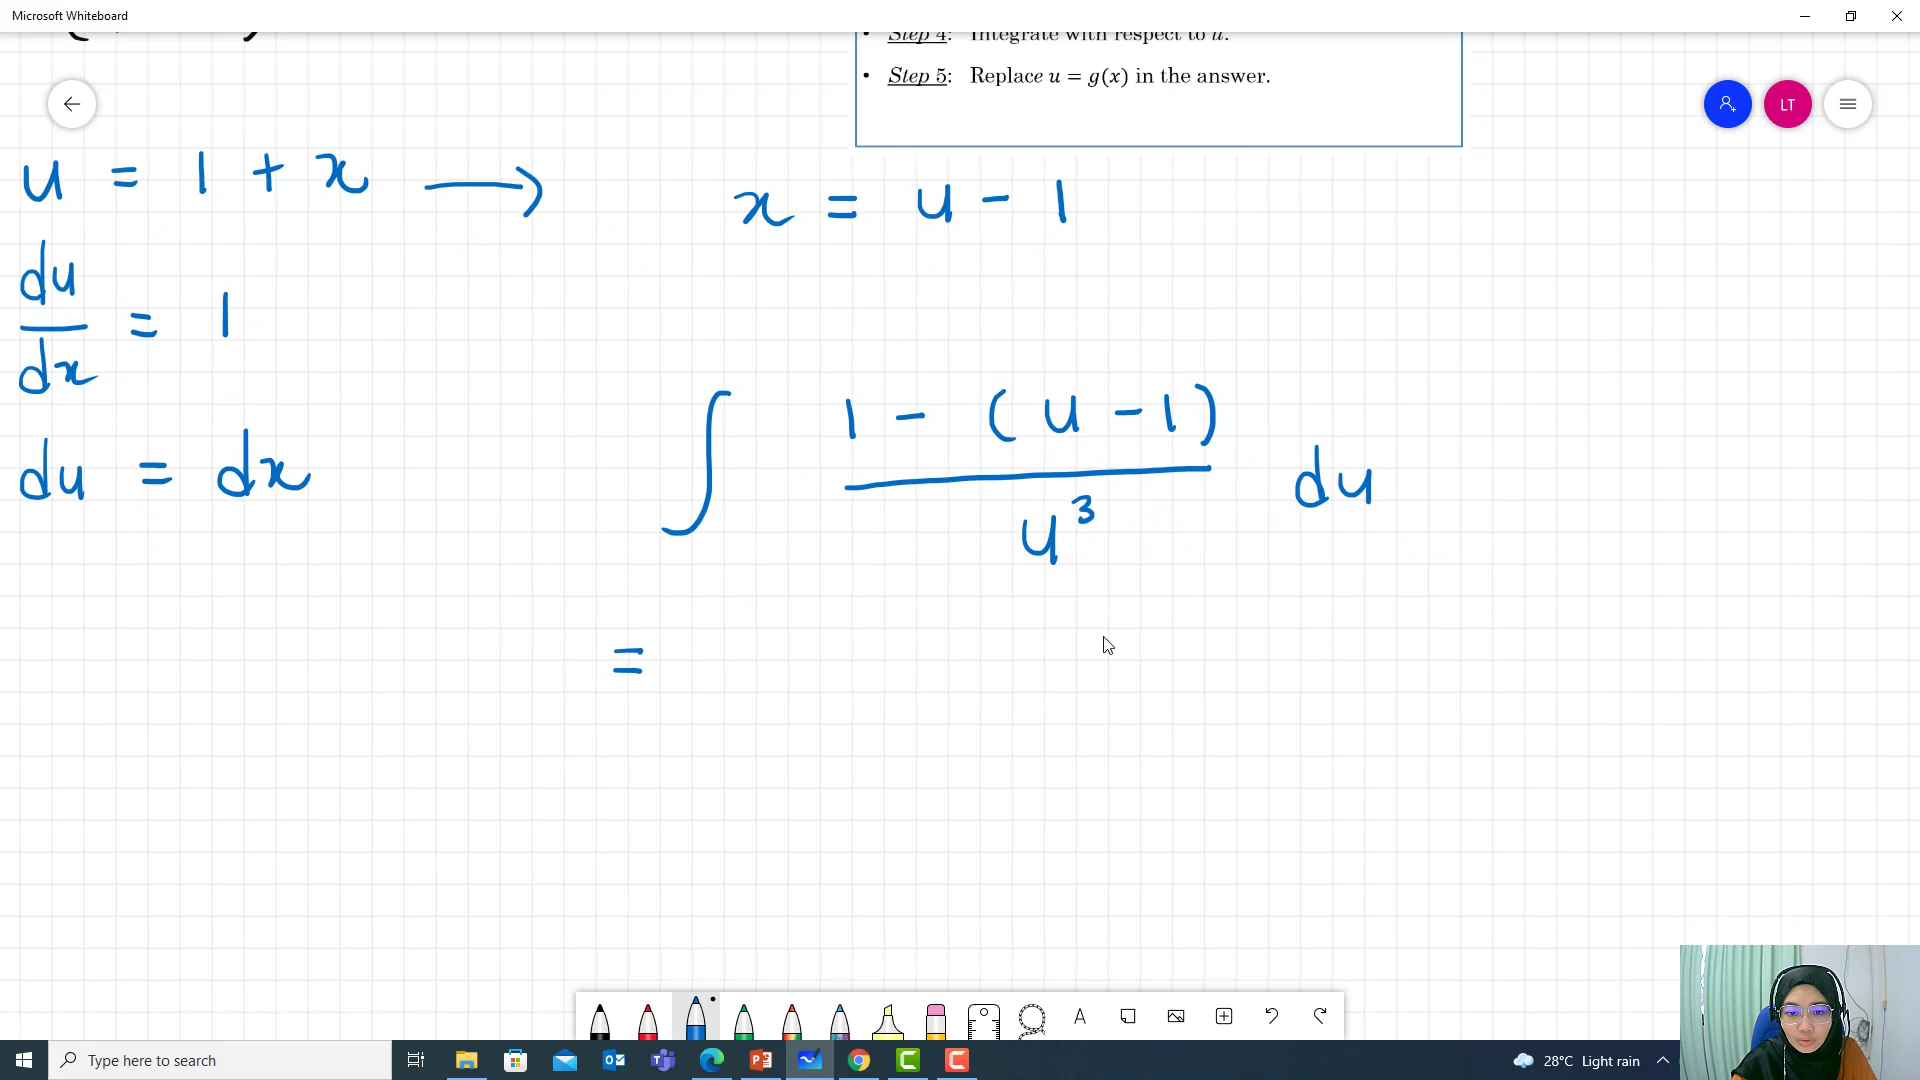 Microsoft Whiteboard
• Step 4: Integrate with respect to u.
• Step 5: Replace u = g(x) in the answer.
LT
u = 1 + x → x = u - 1
du/dx = 1
du = dx
∫ (1 - (u - 1))/u³ du
=
A
Type here to search
28°C Light rain